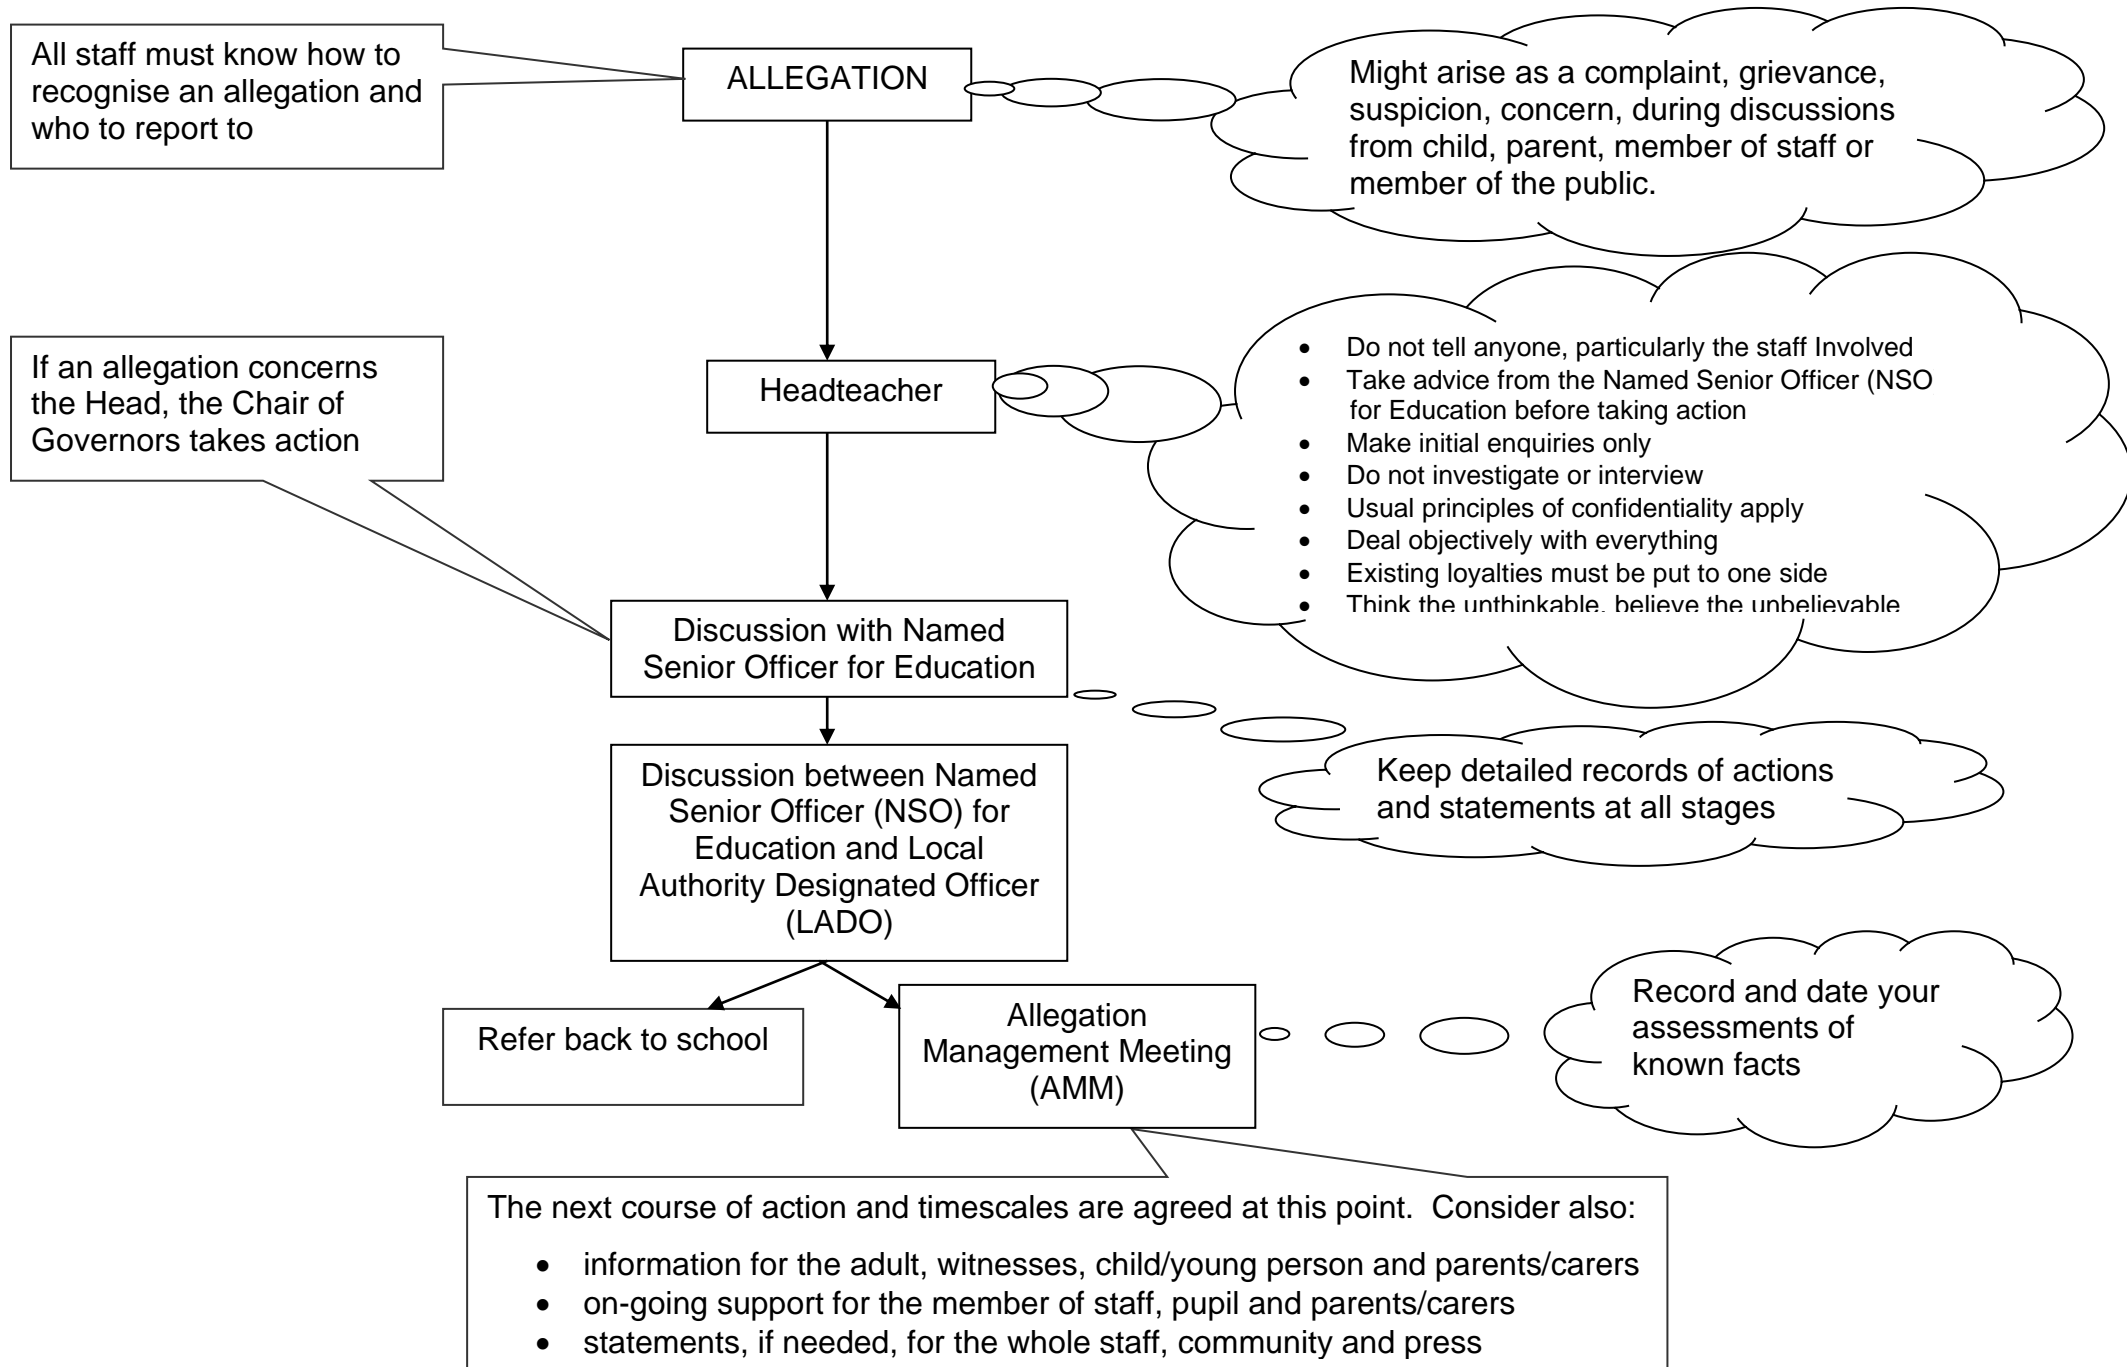 All staff must know how to
recognise an allegation and
who to report to
ALLEGATION
Might arise as a complaint, grievance,
suspicion, concern, during discussions
from child, parent, member of staff or
member of the public.
If an allegation concerns
the Head, the Chair of
Governors takes action
Headteacher
• Do not tell anyone, particularly the staff Involved
• Take advice from the Named Senior Officer (NSO
for Education before taking action
• Make initial enquiries only
• Do not investigate or interview
• Usual principles of confidentiality apply
• Deal objectively with everything
• Existing loyalties must be put to one side
• Think the unthinkable, believe the unbelievable
Discussion with Named
Senior Officer for Education
Discussion between Named
Senior Officer (NSO) for
Education and Local
Authority Designated Officer
(LADO)
Keep detailed records of actions
and statements at all stages
Refer back to school
Allegation
Management Meeting
(AMM)
Record and date your
assessments of
known facts
The next course of action and timescales are agreed at this point.  Consider also:
• information for the adult, witnesses, child/young person and parents/carers
• on-going support for the member of staff, pupil and parents/carers
• statements, if needed, for the whole staff, community and press